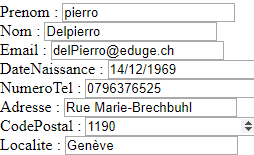 Prenom : pierro
Nom : Delpierro
Email : delPierro@eduge.ch
DateNaissance : 14/12/1969
NumeroTel : 0796376525
Adresse : Rue Marie-Brechbuhl
CodePostal : 1190
Localite : Genève